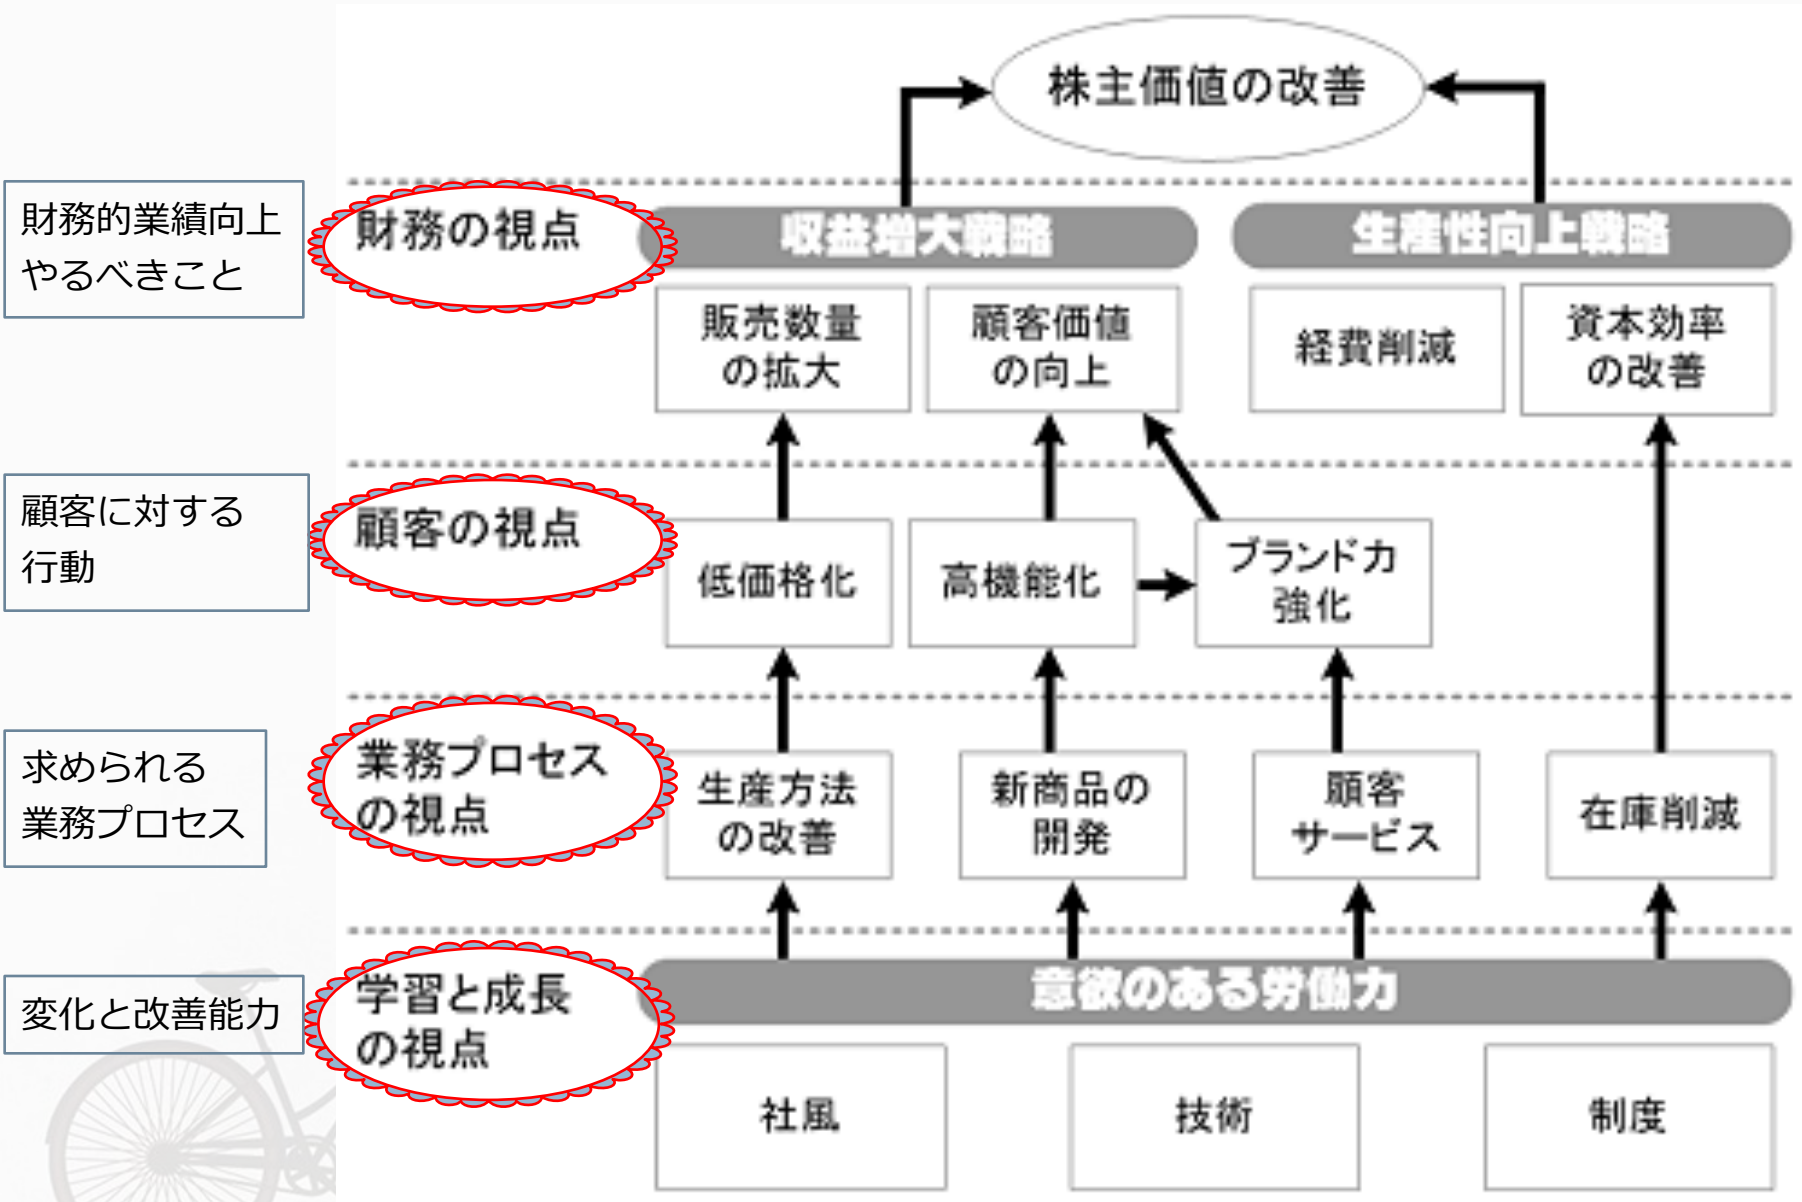 株主価値の改善
財務的業績向上
やるべきこと
財務の視点
収益増大戦略
生産性向上戦略
販売数量
の拡大
顧客価値
の向上
経費削減
資本効率
の改善
顧客に対する
行動
顧客の視点
低価格化
高機能化
ブランド力
強化
求められる
業務プロセス
業務プロセス
の視点
生産方法
の改善
新商品の
開発
顧客
サービス
在庫削減
変化と改善能力
学習と成長
の視点
意欲のある労働力
社風
技術
制度